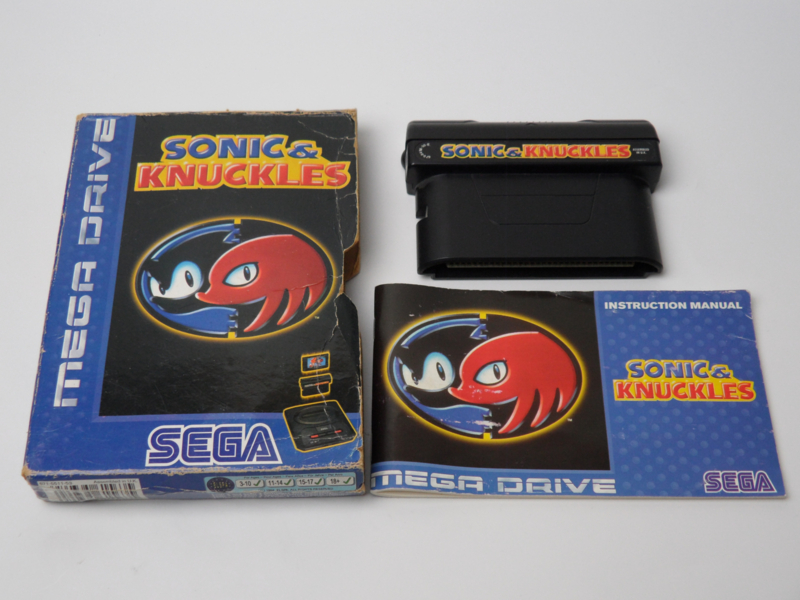 MEGA DRIVE
SONIC &
KNUCKLES
SEGA
3-10 11-14 15-17 18+
SONIC & KNUCKLES
INSTRUCTION MANUAL
SONIC &
KNUCKLES
MEGA DRIVE
SEGA